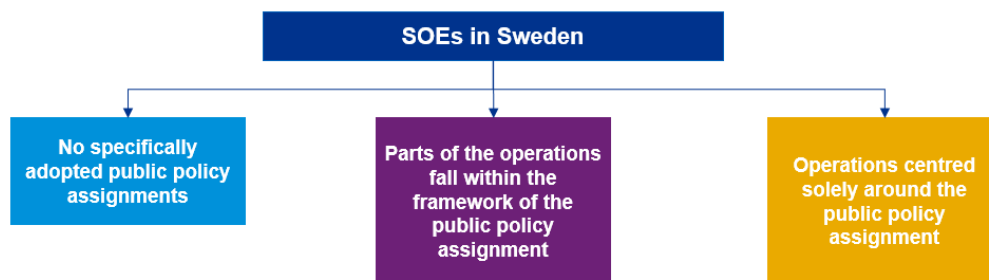 SOEs in Sweden
No specifically
adopted public policy
assignments
Parts of the operations
fall within the
framework of the
public policy
assignment
Operations centred
solely around the
public policy
assignment